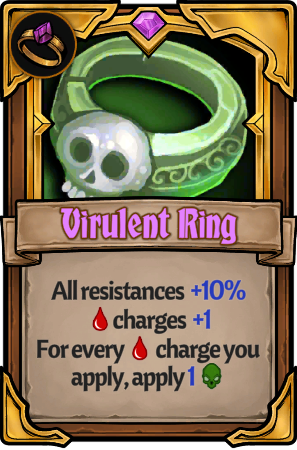 Virulent Ring
All resistances +10%
charges +1
For every charge you
apply, apply 1